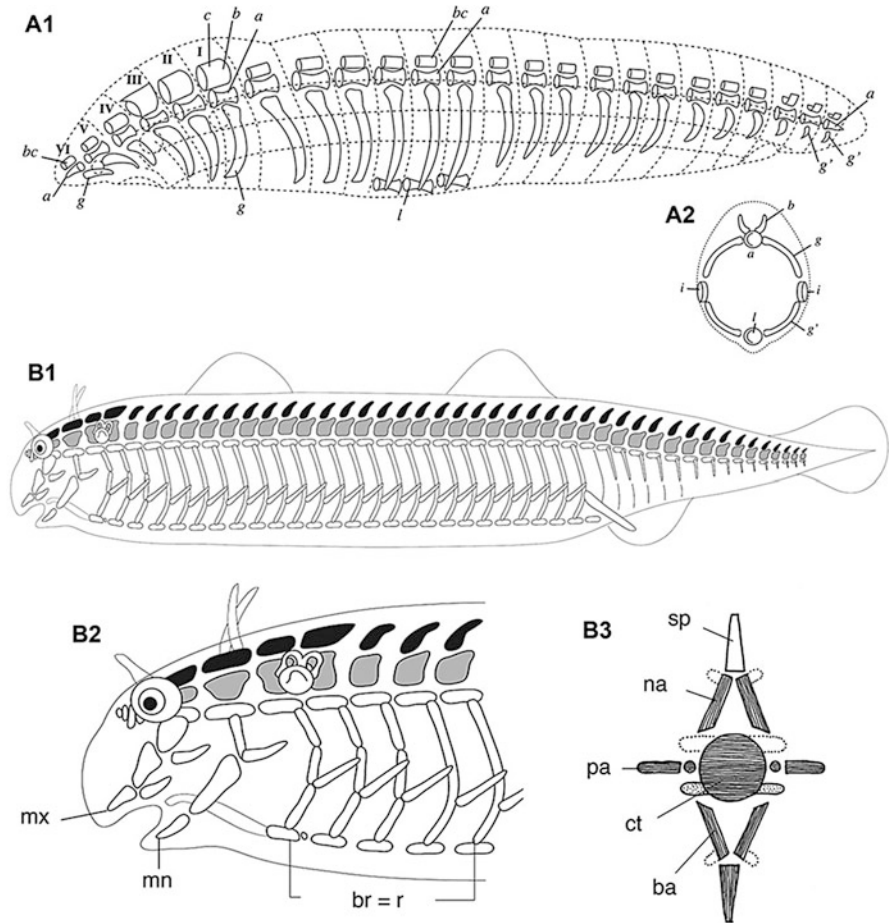 A1
c b
a
I
II
III
IV
V
VI
bc a
a
bc
a
g
g
l
g' g'
A2
b
g
a
i i
l
g'
B1
B2
mx
mn
br = r
B3
sp
na
pa
ct
ba